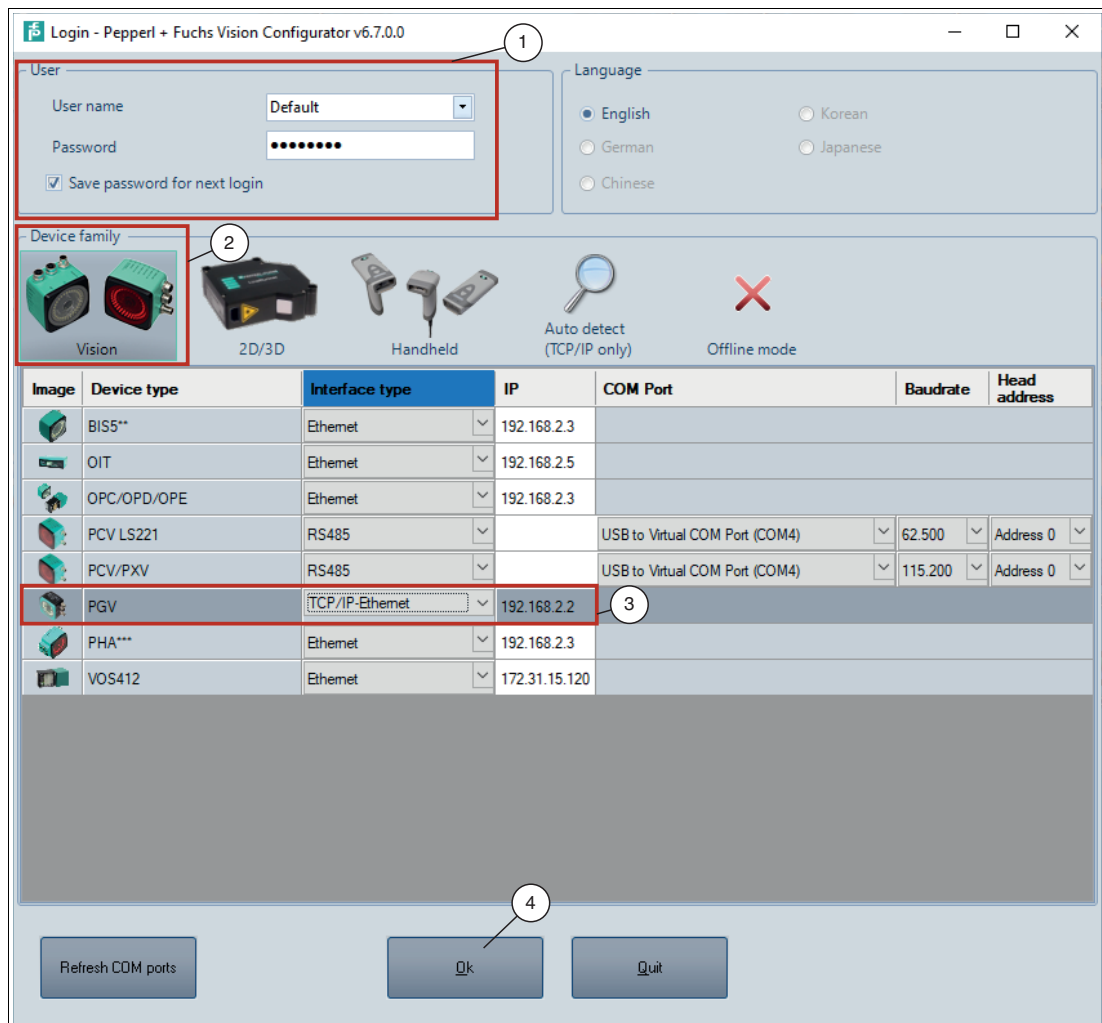 Login - Pepperl + Fuchs Vision Configurator v6.7.0.0
1
User
User name Default
Password ••••••••
Save password for next login
Language
English Korean
German Japanese
Chinese
Device family
2
Vision 2D/3D Handheld Auto detect (TCP/IP only) Offline mode
Image Device type Interface type IP COM Port Baudrate Head address
BIS5** Ethernet 192.168.2.3
OIT Ethernet 192.168.2.5
OPC/OPD/OPE Ethernet 192.168.2.3
PCV LS221 RS485 USB to Virtual COM Port (COM4) 62.500 Address 0
PCV/PXV RS485 USB to Virtual COM Port (COM4) 115.200 Address 0
PGV TCP/IP-Ethernet 192.168.2.2 3
PHA*** Ethernet 192.168.2.3
VOS412 Ethernet 172.31.15.120
4
Refresh COM ports Ok Quit